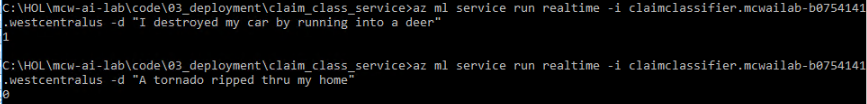 C:\HOL\mcw-ai-lab\code\03_deployment\claim_class_service>az ml service run realtime -i claimclassifier.mcwailab-b0754141
.westcentralus -d "I destroyed my car by running into a deer"
1
C:\HOL\mcw-ai-lab\code\03_deployment\claim_class_service>az ml service run realtime -i claimclassifier.mcwailab-b0754141
.westcentralus -d "A tornado ripped thru my home"
0